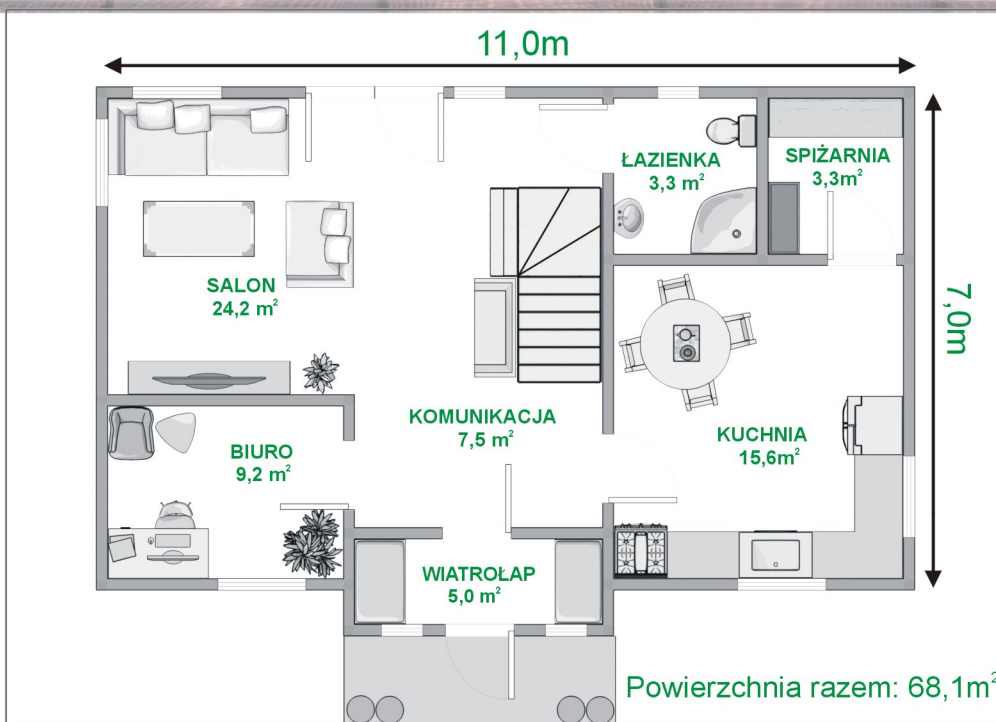 11,0m
ŁAZIENKA
3,3 m²
SPIŻARNIA
3,3m²
7,0m
SALON
24,2 m²
KOMUNIKACJA
7,5 m²
KUCHNIA
15,6m²
BIURO
9,2 m²
WIATROŁAP
5,0 m²
Powierzchnia razem: 68,1m²